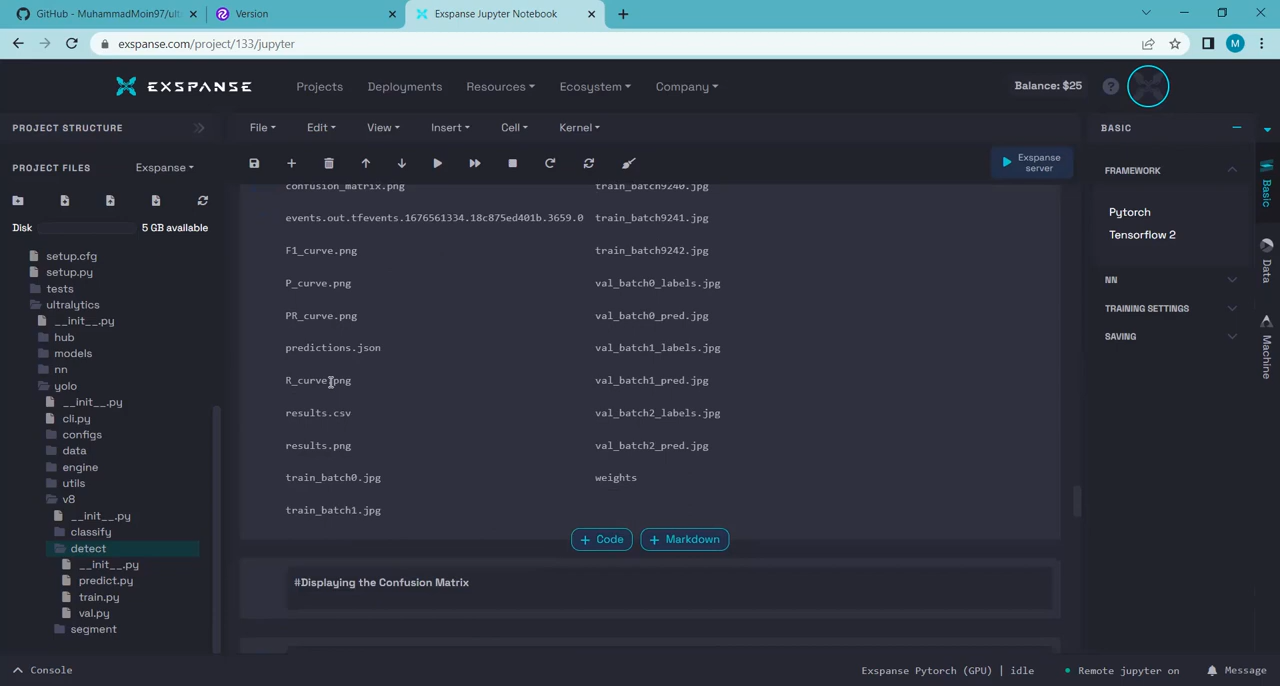 GitHub - MuhammadMoin97/ult
Version
Exspanse Jupyter Notebook
exspanse.com/project/133/jupyter
M
EXSPANSE
Projects
Deployments
Resources
Ecosystem
Company
Balance: $25
?
PROJECT STRUCTURE
File
Edit
View
Insert
Cell
Kernel
BASIC
PROJECT FILES
Exspanse
Exspanse server
FRAMEWORK
Pytorch
Tensorflow 2
NN
TRAINING SETTINGS
SAVING
Basic
Data
Machine
Disk
5 GB available
setup.cfg
setup.py
tests
ultralytics
__init__.py
hub
models
nn
yolo
__init__.py
cli.py
configs
data
engine
utils
v8
__init__.py
classify
detect
__init__.py
predict.py
train.py
val.py
segment
confusion_matrix.png train_batch9240.jpg
events.out.tfevents.1676561334.18c875ed401b.3659.0 train_batch9241.jpg
F1_curve.png train_batch9242.jpg
P_curve.png val_batch0_labels.jpg
PR_curve.png val_batch0_pred.jpg
predictions.json val_batch1_labels.jpg
R_curve.png val_batch1_pred.jpg
results.csv val_batch2_labels.jpg
results.png val_batch2_pred.jpg
train_batch0.jpg weights
train_batch1.jpg
+ Code
+ Markdown
#Displaying the Confusion Matrix
Console
Exspanse Pytorch (GPU) | idle
Remote jupyter on
Message